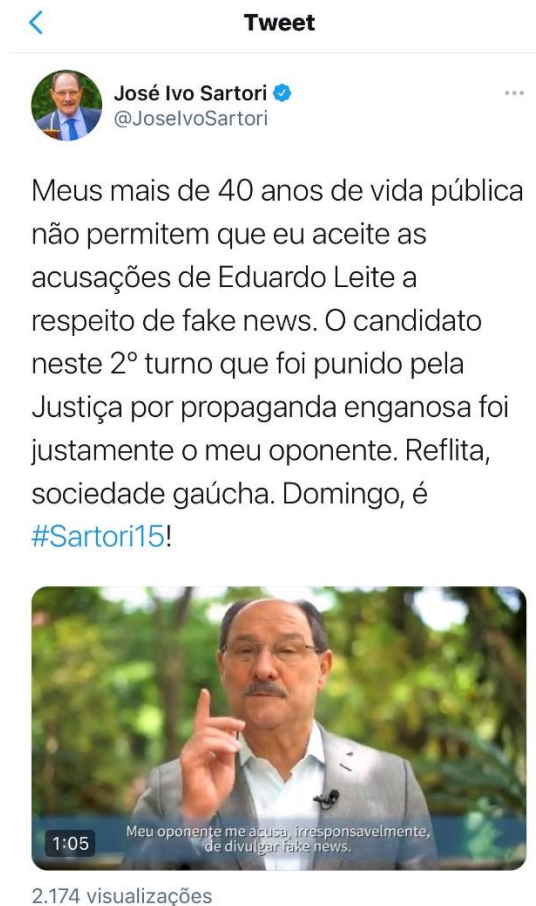 Tweet
José Ivo Sartori
@JoseIvoSartori
Meus mais de 40 anos de vida pública
não permitem que eu aceite as
acusações de Eduardo Leite a
respeito de fake news. O candidato
neste 2º turno que foi punido pela
Justiça por propaganda enganosa foi
justamente o meu oponente. Reflita,
sociedade gaúcha. Domingo, é
#Sartori15!
Meu oponente me acusa, irresponsavelmente,
de divulgar fake news.
1:05
2.174 visualizações